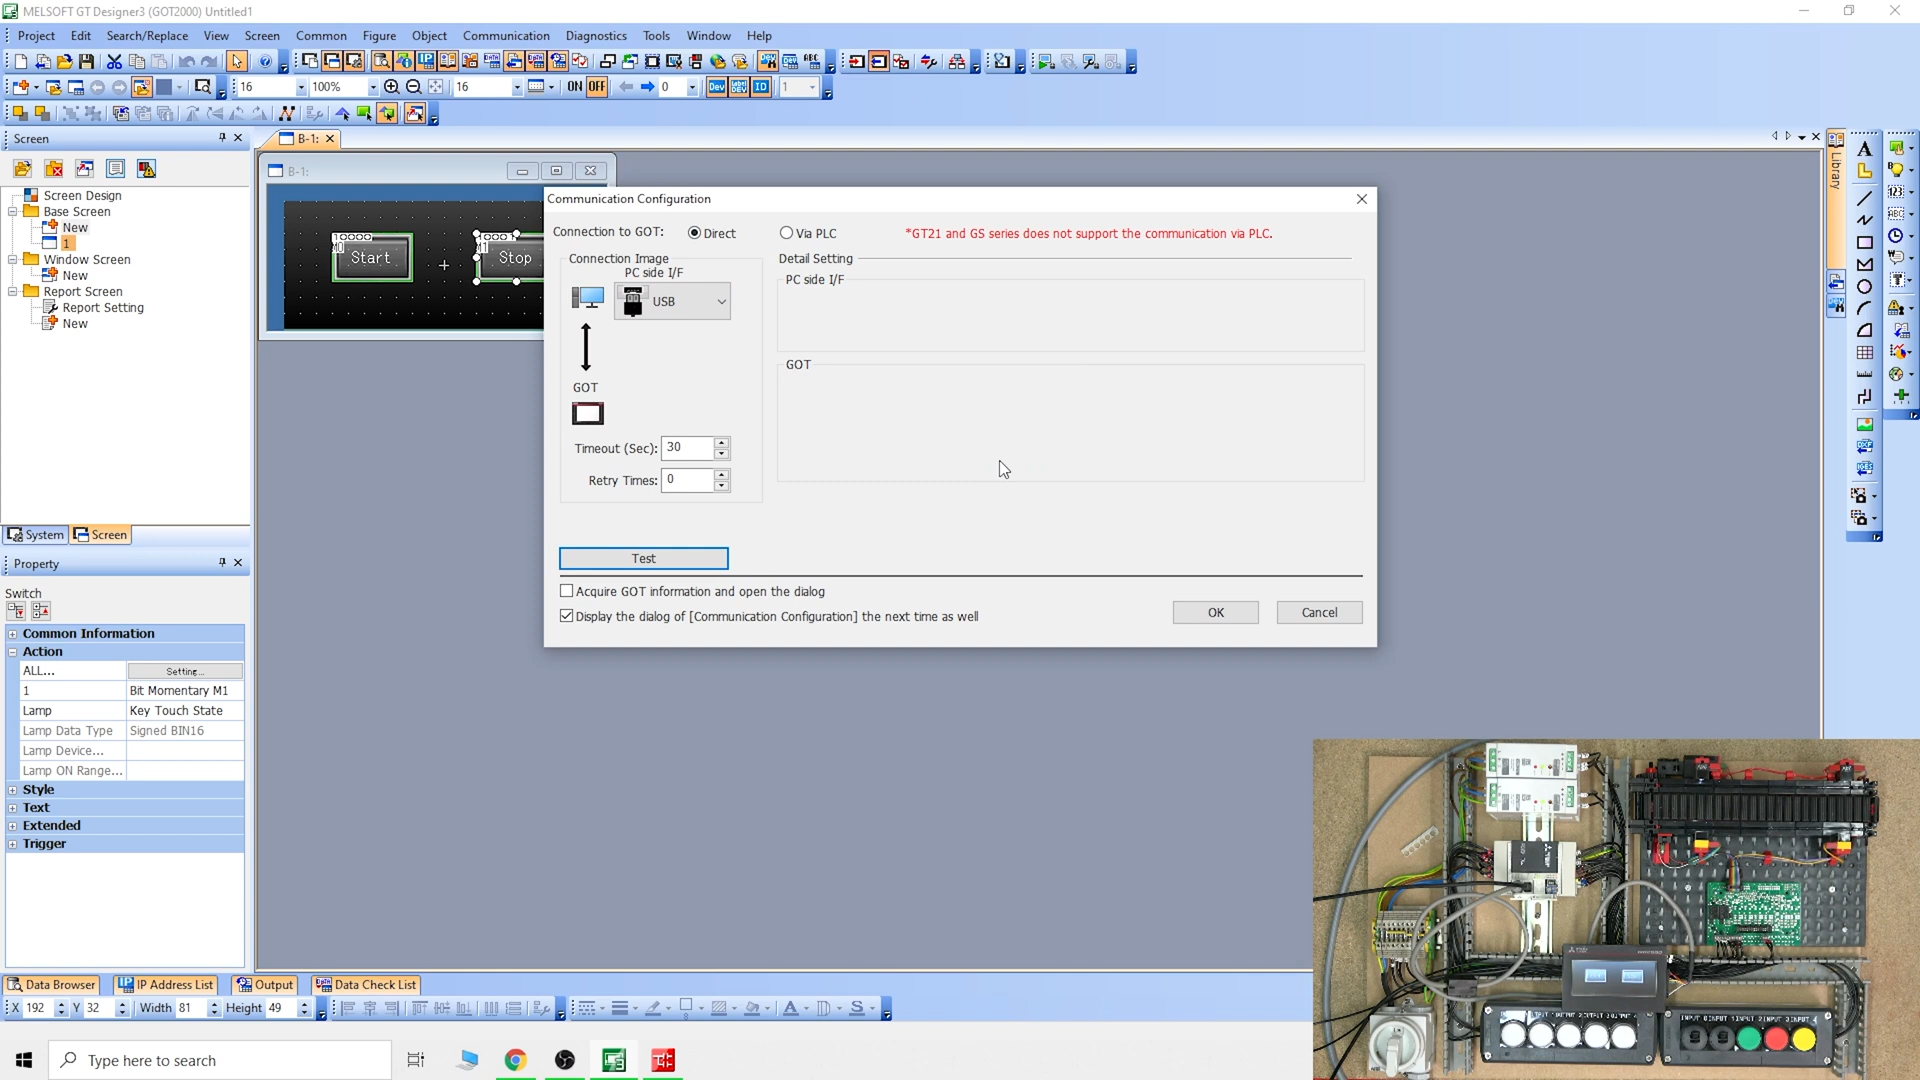 MELSOFT GT Designer3 (GOT2000) Untitled1
Project Edit Search/Replace View Screen Common Figure Object Communication Diagnostics Tools Window Help
16 100% 16 ON OFF 0 Dev ID 1
Screen
B-1:
B-1:
Screen Design
Base Screen
New
1
Window Screen
New
Report Screen
Report Setting
New
System Screen
10000
M0
Start
M1
Stop
Communication Configuration
Connection to GOT: Direct Via PLC *GT21 and GS series does not support the communication via PLC.
Connection Image
PC side I/F
USB
GOT
Timeout (Sec): 30
Retry Times: 0
Detail Setting
PC side I/F
GOT
Test
Acquire GOT information and open the dialog
Display the dialog of [Communication Configuration] the next time as well
OK Cancel
Library
Property
Switch
Common Information
Action
ALL... Setting...
1 Bit Momentary M1
Lamp Key Touch State
Lamp Data Type Signed BIN16
Lamp Device...
Lamp ON Range...
Style
Text
Extended
Trigger
Data Browser IP Address List Output Data Check List
X 192 Y 32 Width 81 Height 49
Type here to search